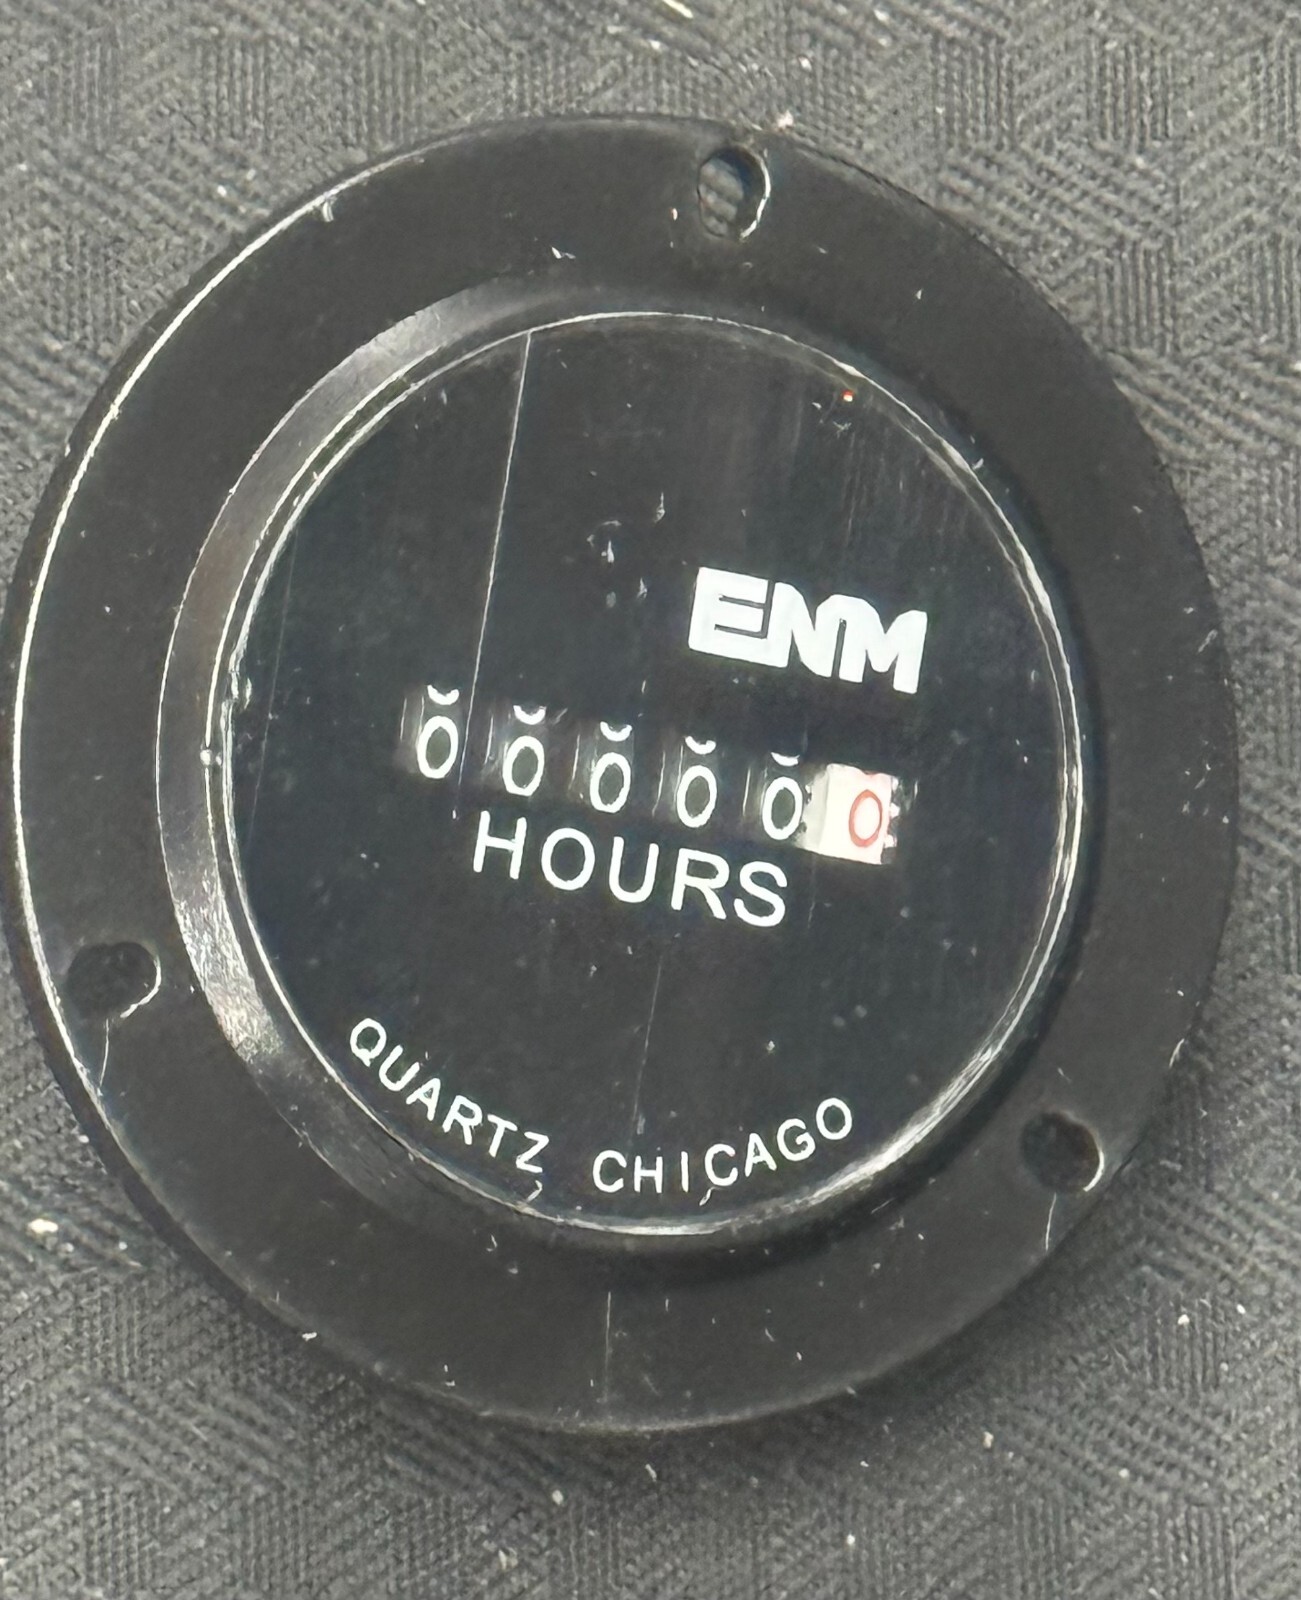 ENM
000000
HOURS
QUARTZ CHICAGO